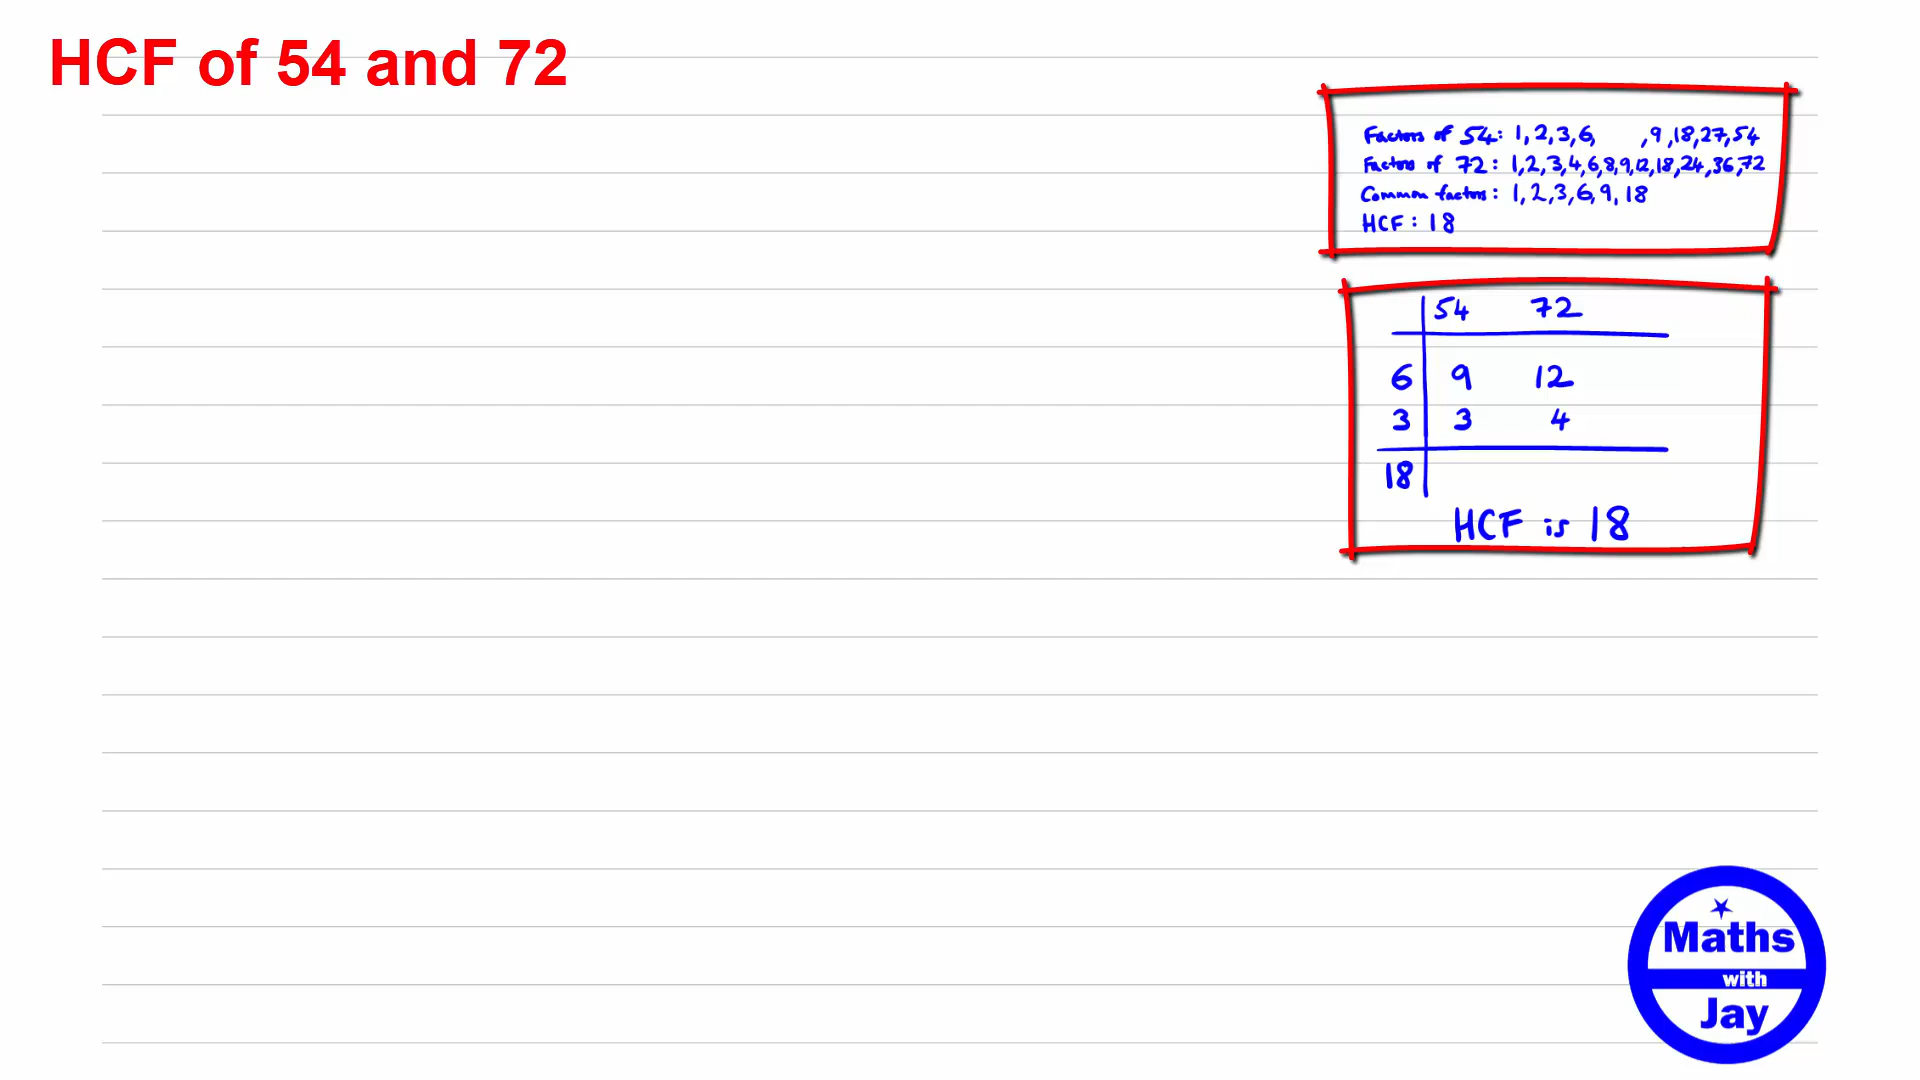 HCF of 54 and 72
Factors of 54: 1, 2, 3, 6, , 9, 18, 27, 54
Factors of 72: 1, 2, 3, 4, 6, 8, 9, 12, 18, 24, 36, 72
Common factors: 1, 2, 3, 6, 9, 18
HCF: 18
54 72
6 9 12
3 3 4
18
HCF is 18
Maths
with
Jay